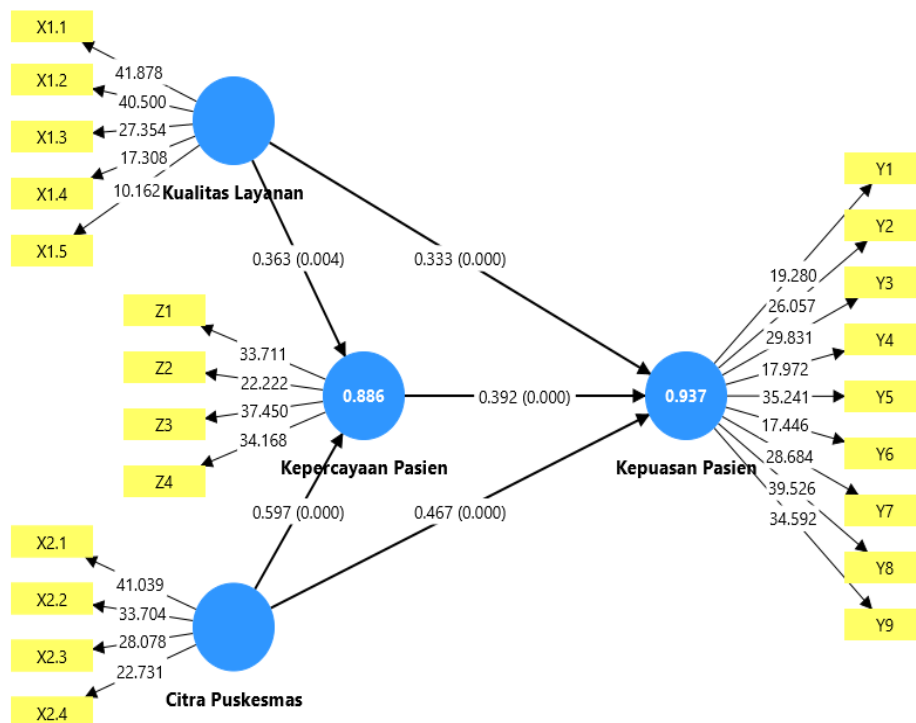 X1.1
X1.2
X1.3
X1.4
X1.5
41.878
40.500
27.354
17.308
10.162
Kualitas Layanan
0.363 (0.004)
0.333 (0.000)
Z1
Z2
Z3
Z4
33.711
22.222
37.450
34.168
0.886
Kepercayaan Pasien
0.392 (0.000)
0.937
Kepuasan Pasien
0.597 (0.000)
0.467 (0.000)
X2.1
X2.2
X2.3
X2.4
41.039
33.704
28.078
22.731
Citra Puskesmas
19.280
26.057
29.831
17.972
35.241
17.446
28.684
39.526
34.592
Y1
Y2
Y3
Y4
Y5
Y6
Y7
Y8
Y9